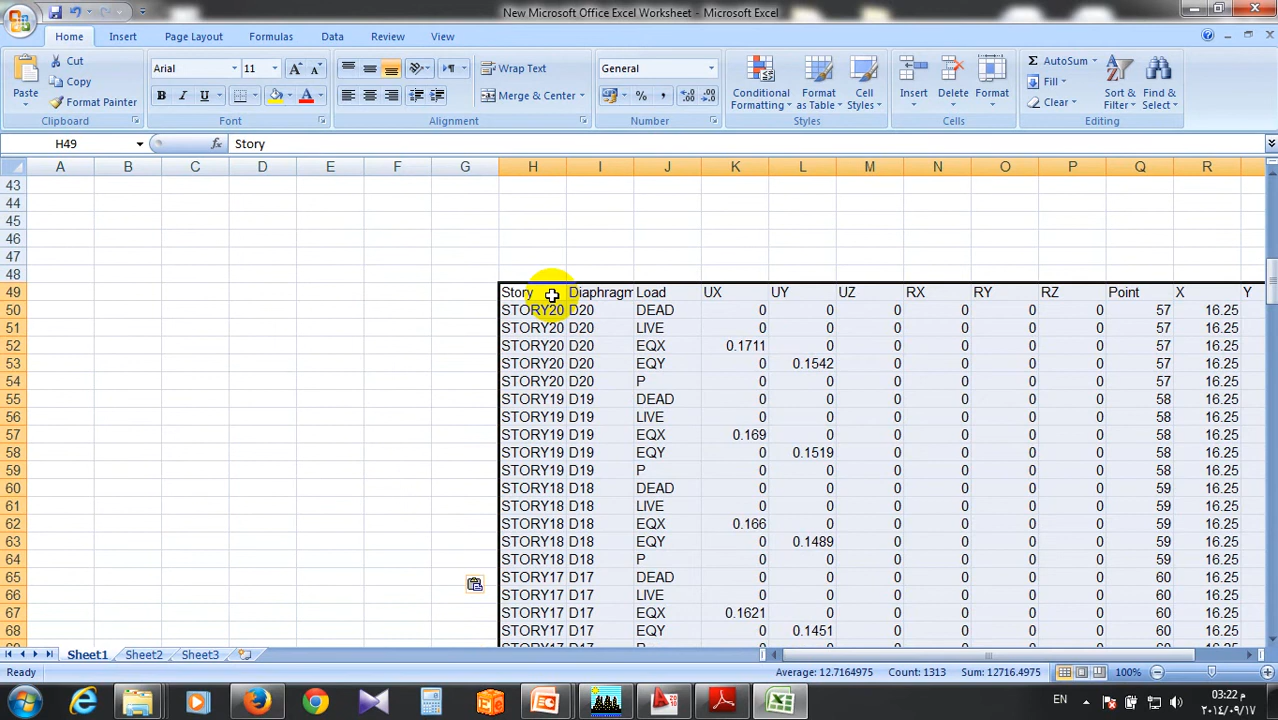 New Microsoft Office Excel Worksheet - Microsoft Excel
Home Insert Page Layout Formulas Data Review View
Paste Cut Copy Format Painter Clipboard
Arial 11 A A B I U A Font
Wrap Text Merge & Center Alignment
General % , Number
Conditional Formatting Format as Table Cell Styles Styles
Insert Delete Format Cells
Σ AutoSum Fill Clear Sort & Filter Find & Select Editing
H49 fx Story
A B C D E F G H I J K L M N O P Q R
43
44
45
46
47
48
49 Story Diaphragm Load UX UY UZ RX RY RZ Point X Y
50 STORY20 D20 DEAD 0 0 0 0 0 0 57 16.25
51 STORY20 D20 LIVE 0 0 0 0 0 0 57 16.25
52 STORY20 D20 EQX 0.1711 0 0 0 0 0 57 16.25
53 STORY20 D20 EQY 0 0.1542 0 0 0 0 57 16.25
54 STORY20 D20 P 0 0 0 0 0 0 57 16.25
55 STORY19 D19 DEAD 0 0 0 0 0 0 58 16.25
56 STORY19 D19 LIVE 0 0 0 0 0 0 58 16.25
57 STORY19 D19 EQX 0.169 0 0 0 0 0 58 16.25
58 STORY19 D19 EQY 0 0.1519 0 0 0 0 58 16.25
59 STORY19 D19 P 0 0 0 0 0 0 58 16.25
60 STORY18 D18 DEAD 0 0 0 0 0 0 59 16.25
61 STORY18 D18 LIVE 0 0 0 0 0 0 59 16.25
62 STORY18 D18 EQX 0.166 0 0 0 0 0 59 16.25
63 STORY18 D18 EQY 0 0.1489 0 0 0 0 59 16.25
64 STORY18 D18 P 0 0 0 0 0 0 59 16.25
65 STORY17 D17 DEAD 0 0 0 0 0 0 60 16.25
66 STORY17 D17 LIVE 0 0 0 0 0 0 60 16.25
67 STORY17 D17 EQX 0.1621 0 0 0 0 0 60 16.25
68 STORY17 D17 EQY 0 0.1451 0 0 0 0 60 16.25
Sheet1 Sheet2 Sheet3
Ready Average: 12.7164975 Count: 1313 Sum: 12716.4975 100%
EN 03:22 م
٢٠١٤/٠٩/١٧